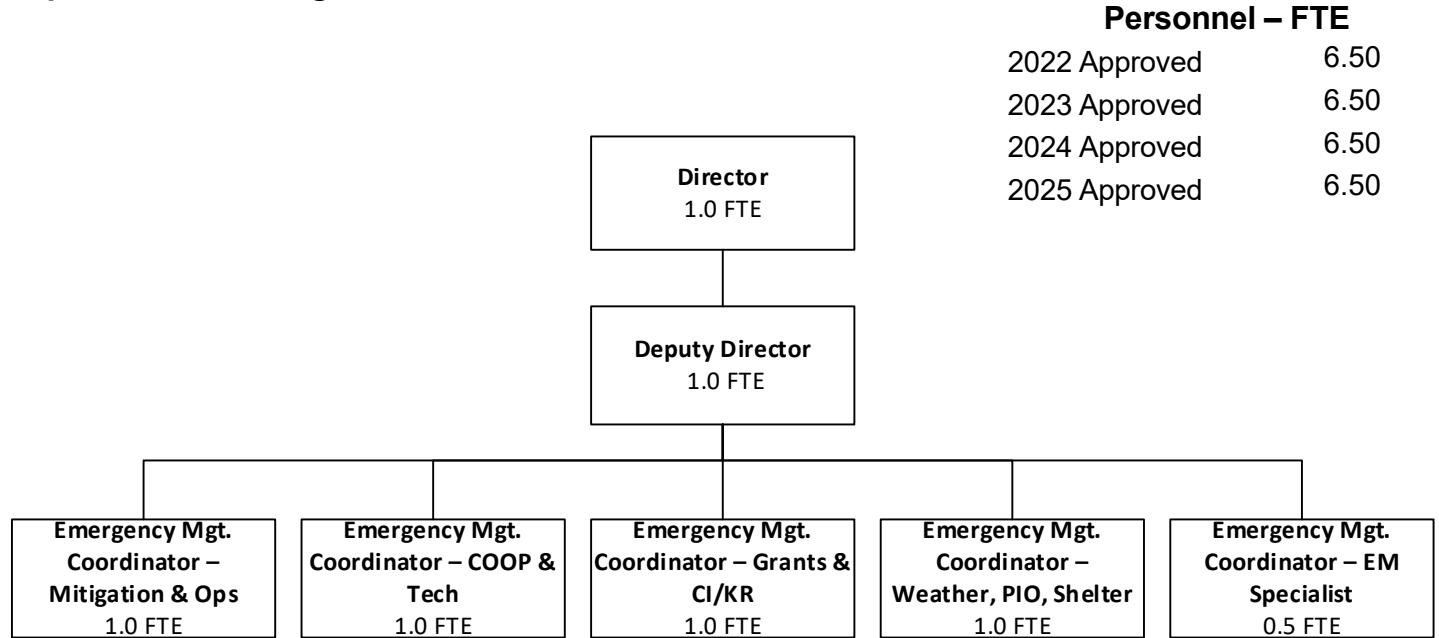 Personnel – FTE
2022 Approved 6.50
2023 Approved 6.50
2024 Approved 6.50
2025 Approved 6.50
Director
1.0 FTE
Deputy Director
1.0 FTE
Emergency Mgt.
Coordinator –
Mitigation & Ops
1.0 FTE
Emergency Mgt.
Coordinator – COOP &
Tech
1.0 FTE
Emergency Mgt.
Coordinator – Grants &
CI/KR
1.0 FTE
Emergency Mgt.
Coordinator –
Weather, PIO, Shelter
1.0 FTE
Emergency Mgt.
Coordinator – EM
Specialist
0.5 FTE